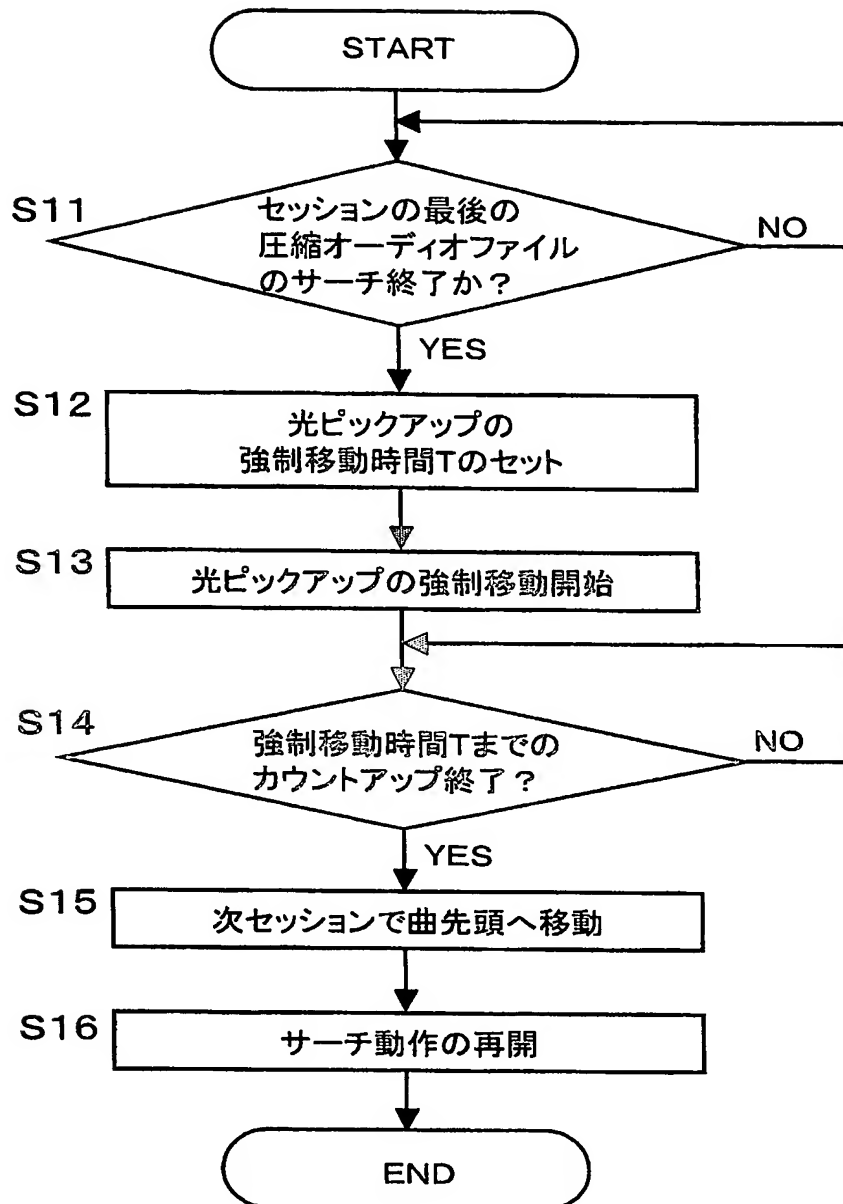 START
S11
セッションの最後の
圧縮オーディオファイル
のサーチ終了か？
NO
YES
S12
光ピックアップの
強制移動時間Tのセット
S13
光ピックアップの強制移動開始
S14
強制移動時間Tまでの
カウントアップ終了？
NO
YES
S15
次セッションで曲先頭へ移動
S16
サーチ動作の再開
END